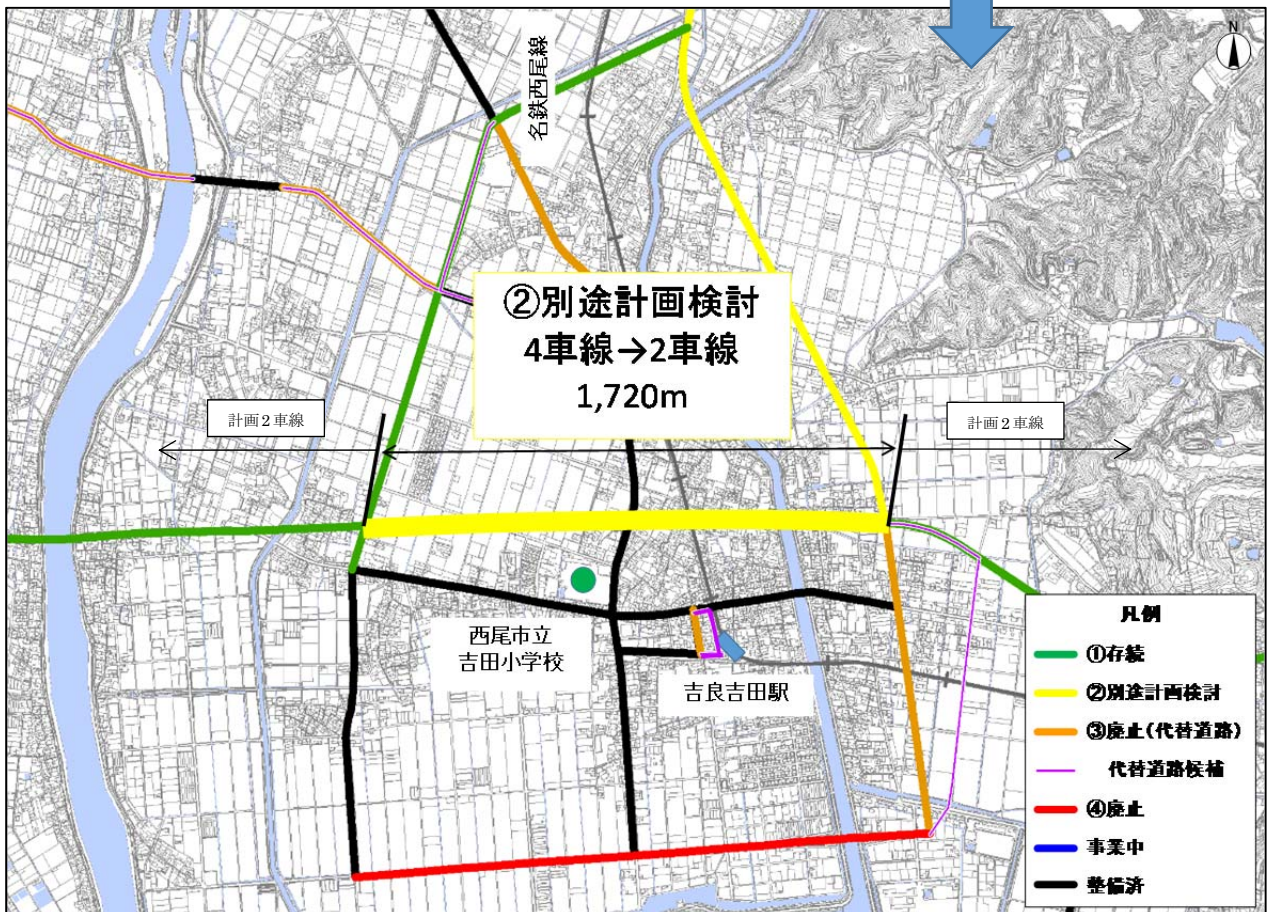 N
名鉄西尾線
②別途計画検討
4車線→2車線
1,720m
計画2車線
計画2車線
西尾市立
吉田小学校
吉良吉田駅
凡例
①存続
②別途計画検討
③廃止(代替道路)
代替道路候補
④廃止
事業中
整備済